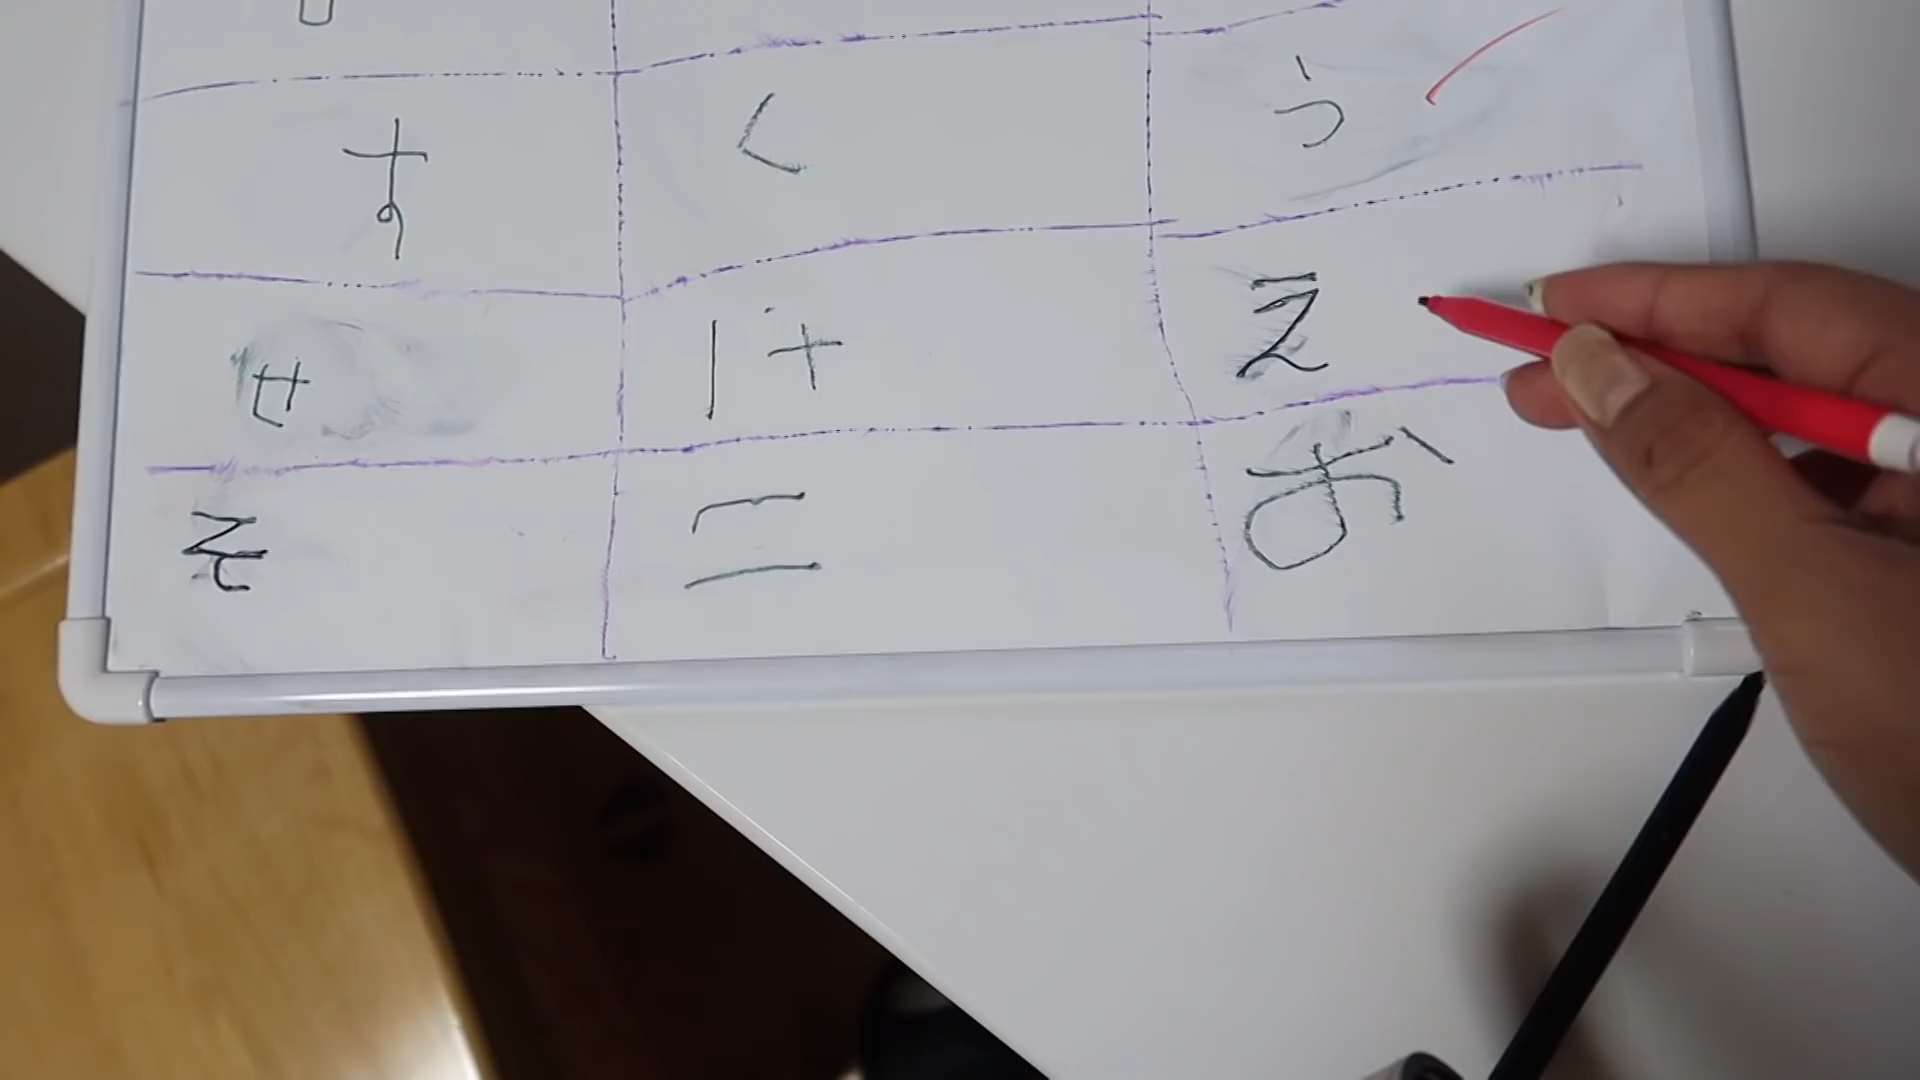 す く う
せ け え
そ こ お